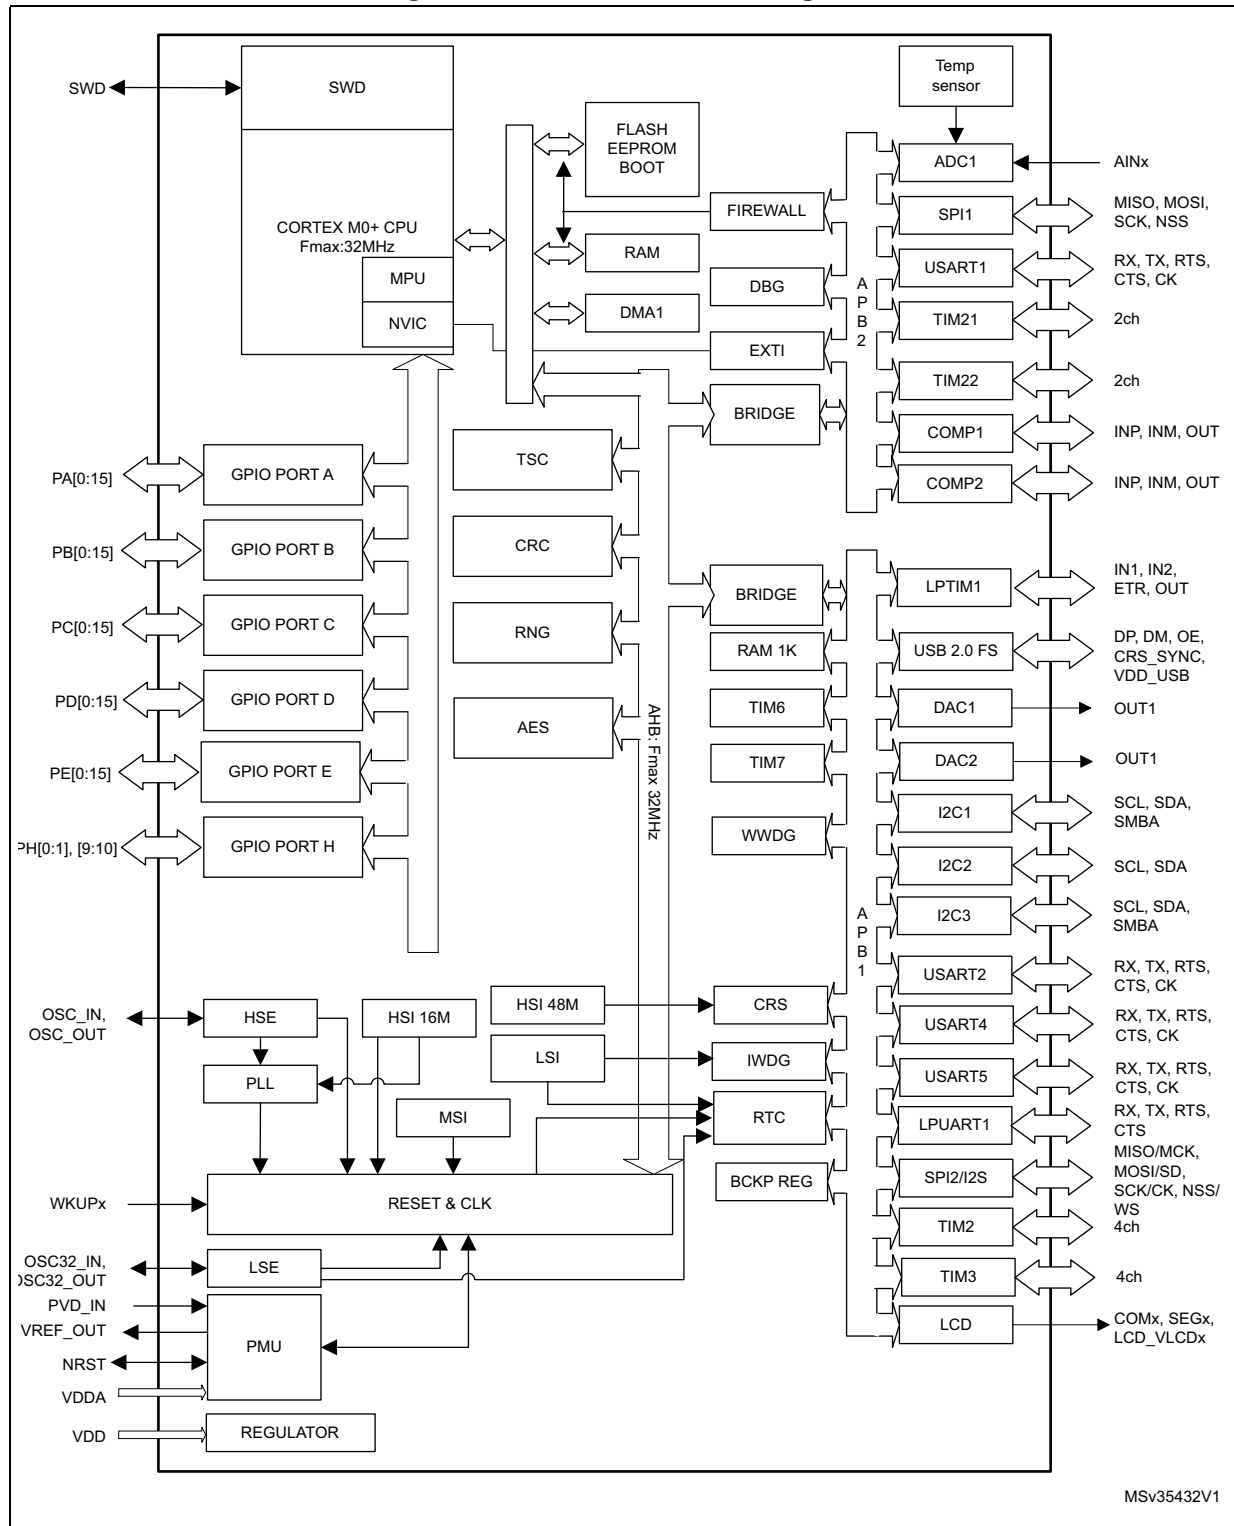 SWD
SWD
CORTEX M0+ CPU
Fmax:32MHz
MPU
NVIC
FLASH
EEPROM
BOOT
RAM
DMA1
FIREWALL
DBG
EXTI
BRIDGE
A
P
B
2
Temp
sensor
ADC1
AINx
SPI1
MISO, MOSI,
SCK, NSS
USART1
RX, TX, RTS,
CTS, CK
TIM21
2ch
TIM22
2ch
COMP1
INP, INM, OUT
COMP2
INP, INM, OUT
PA[0:15]
GPIO PORT A
PB[0:15]
GPIO PORT B
PC[0:15]
GPIO PORT C
PD[0:15]
GPIO PORT D
PE[0:15]
GPIO PORT E
PH[0:1], [9:10]
GPIO PORT H
TSC
CRC
RNG
AES
AHB: Fmax 32MHz
BRIDGE
RAM 1K
TIM6
TIM7
WWDG
A
P
B
1
LPTIM1
IN1, IN2,
ETR, OUT
USB 2.0 FS
DP, DM, OE,
CRS_SYNC,
VDD_USB
DAC1
OUT1
DAC2
OUT1
I2C1
SCL, SDA,
SMBA
I2C2
SCL, SDA
I2C3
SCL, SDA,
SMBA
USART2
RX, TX, RTS,
CTS, CK
USART4
RX, TX, RTS,
CTS, CK
USART5
RX, TX, RTS,
CTS, CK
LPUART1
RX, TX, RTS,
CTS
SPI2/I2S
MISO/MCK,
MOSI/SD,
SCK/CK, NSS/
WS
TIM2
4ch
TIM3
4ch
LCD
COMx, SEGx,
LCD_VLCDx
OSC_IN,
OSC_OUT
HSE
HSI 16M
PLL
MSI
HSI 48M
CRS
LSI
IWDG
RTC
BCKP REG
WKUPx
RESET & CLK
OSC32_IN,
OSC32_OUT
LSE
PVD_IN
VREF_OUT
NRST
VDDA
PMU
VDD
REGULATOR
MSv35432V1